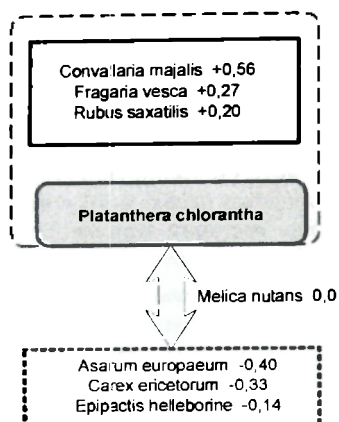 Convallaria majalis +0,56
Fragaria vesca +0,27
Rubus saxatilis +0,20
Platanthera chlorantha
Melica nutans 0,0
Asarum europaeum -0,40
Carex ericetorum -0,33
Epipactis helleborine -0,14